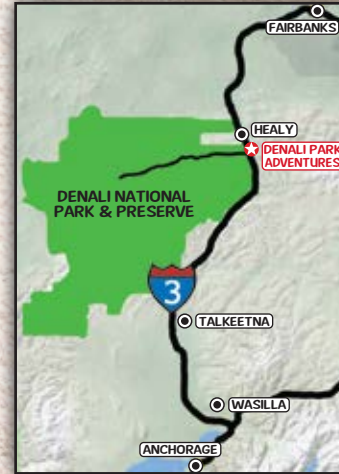 FAIRBANKS
HEALY
DENALI PARK
ADVENTURES
DENALI NATIONAL
PARK & PRESERVE
3
TALKEETNA
WASILLA
ANCHORAGE